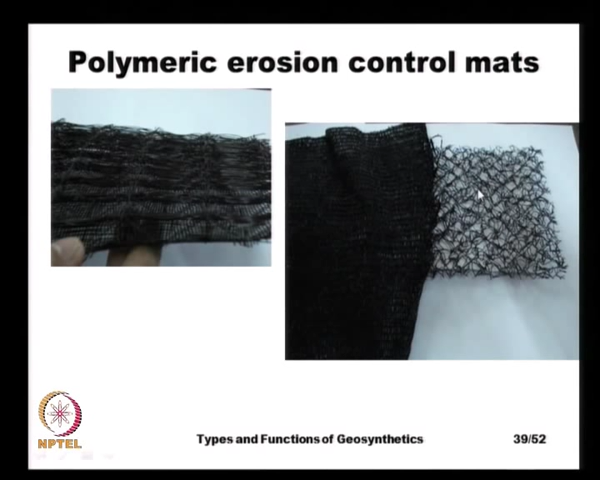 Polymeric erosion control mats
NPTEL
Types and Functions of Geosynthetics
39/52